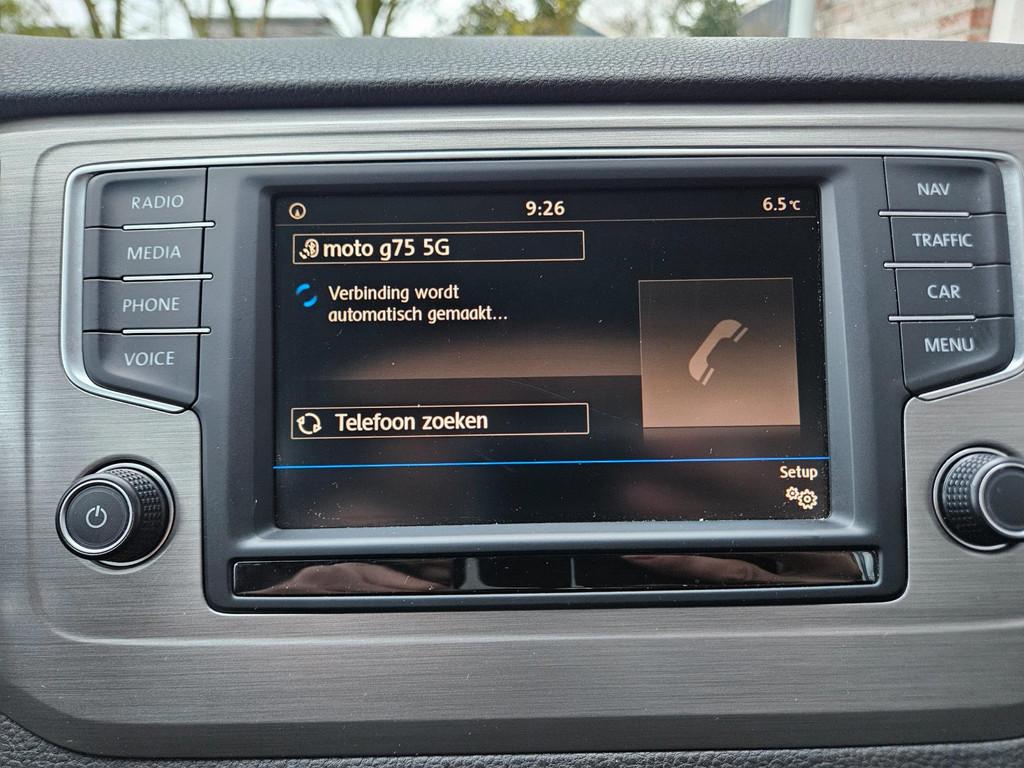 RADIO
MEDIA
PHONE
VOICE
9:26
6.5°C
moto g75 5G
Verbinding wordt
automatisch gemaakt...
Telefoon zoeken
Setup
NAV
TRAFFIC
CAR
MENU